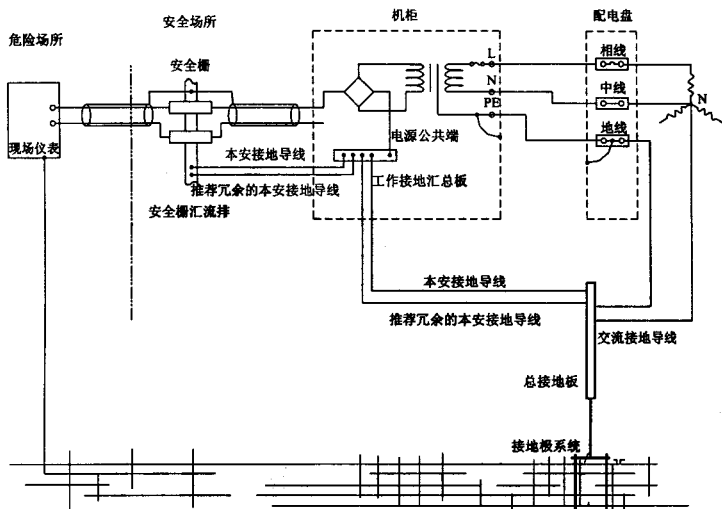 危险场所
安全场所
机柜
配电盘
安全栅
L
N
PE
相线
中线
地线
N
现场仪表
电源公共端
本安接地导线
推荐冗余的本安接地导线
工作接地汇总板
安全栅汇流排
本安接地导线
推荐冗余的本安接地导线
交流接地导线
总接地板
接地极系统